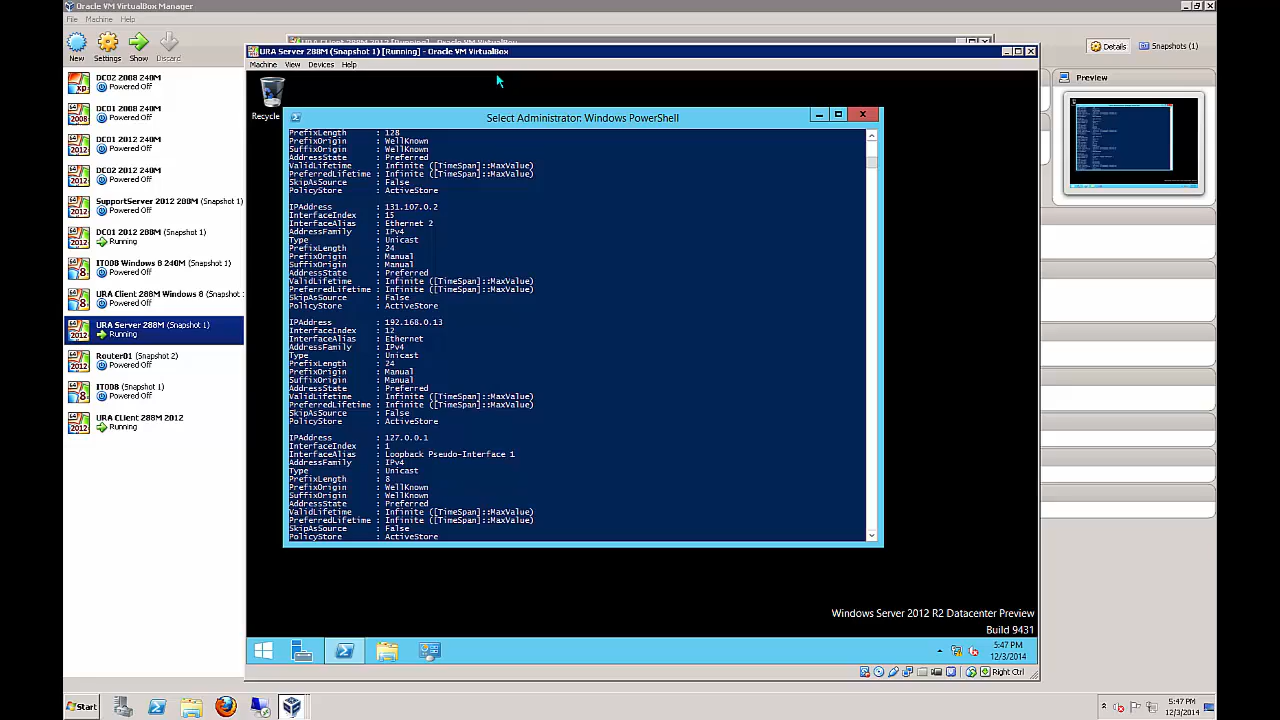 Oracle VM VirtualBox Manager
File Machine Help
New Settings Show Discard
Details Snapshots (1)
Preview
DC02 2008 240M
Powered Off
DC01 2008 240M
Powered Off
DC01 2012 240M
Powered Off
DC02 2012 240M
Powered Off
SupportServer 2012 288M (Snapshot 1)
Powered Off
DC01 2012 288M (Snapshot 1)
Running
IT008 Windows 8 240M (Snapshot 1)
Powered Off
URA Client 288M Windows 8 (Snapshot
Powered Off
URA Server 288M (Snapshot 1)
Running
Router01 (Snapshot 2)
Powered Off
IT008 (Snapshot 1)
Powered Off
URA CLient 288M 2012
Running
URA Server 288M (Snapshot 1) [Running] - Oracle VM VirtualBox
Machine View Devices Help
Recycle
Select Administrator: Windows PowerShell
PrefixLength : 128
PrefixOrigin : WellKnown
SuffixOrigin : WellKnown
AddressState : Preferred
ValidLifetime : Infinite ([TimeSpan]::MaxValue)
PreferredLifetime : Infinite ([TimeSpan]::MaxValue)
SkipAsSource : False
PolicyStore : ActiveStore
IPAddress : 131.107.0.2
InterfaceIndex : 15
InterfaceAlias : Ethernet 2
AddressFamily : IPv4
Type : Unicast
PrefixLength : 24
PrefixOrigin : Manual
SuffixOrigin : Manual
AddressState : Preferred
ValidLifetime : Infinite ([TimeSpan]::MaxValue)
PreferredLifetime : Infinite ([TimeSpan]::MaxValue)
SkipAsSource : False
PolicyStore : ActiveStore
IPAddress : 192.168.0.13
InterfaceIndex : 12
InterfaceAlias : Ethernet
AddressFamily : IPv4
Type : Unicast
PrefixLength : 24
PrefixOrigin : Manual
SuffixOrigin : Manual
AddressState : Preferred
ValidLifetime : Infinite ([TimeSpan]::MaxValue)
PreferredLifetime : Infinite ([TimeSpan]::MaxValue)
SkipAsSource : False
PolicyStore : ActiveStore
IPAddress : 127.0.0.1
InterfaceIndex : 1
InterfaceAlias : Loopback Pseudo-Interface 1
AddressFamily : IPv4
Type : Unicast
PrefixLength : 8
PrefixOrigin : WellKnown
SuffixOrigin : WellKnown
AddressState : Preferred
ValidLifetime : Infinite ([TimeSpan]::MaxValue)
PreferredLifetime : Infinite ([TimeSpan]::MaxValue)
SkipAsSource : False
PolicyStore : ActiveStore
Windows Server 2012 R2 Datacenter Preview
Build 9431
5:47 PM
12/3/2014
Right Ctrl
Start
5:47 PM
12/3/2014